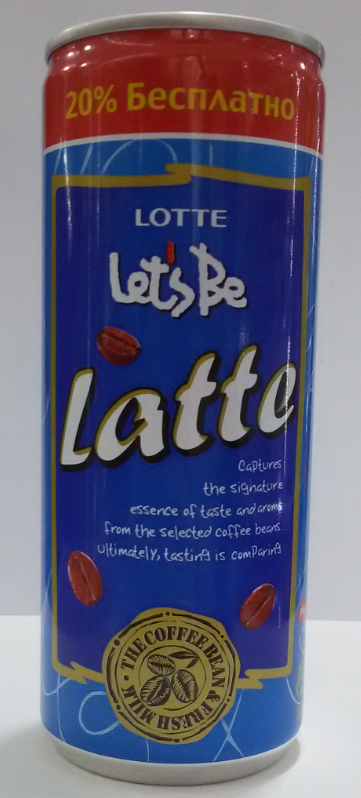 20% Бесплатно
LOTTE
Let's Be
Latte
Captures
the signature
essence of taste and aroma
from the selected coffee beans.
Ultimately, tasting is comparing
THE COFFEE BEAN & FRESH MILK